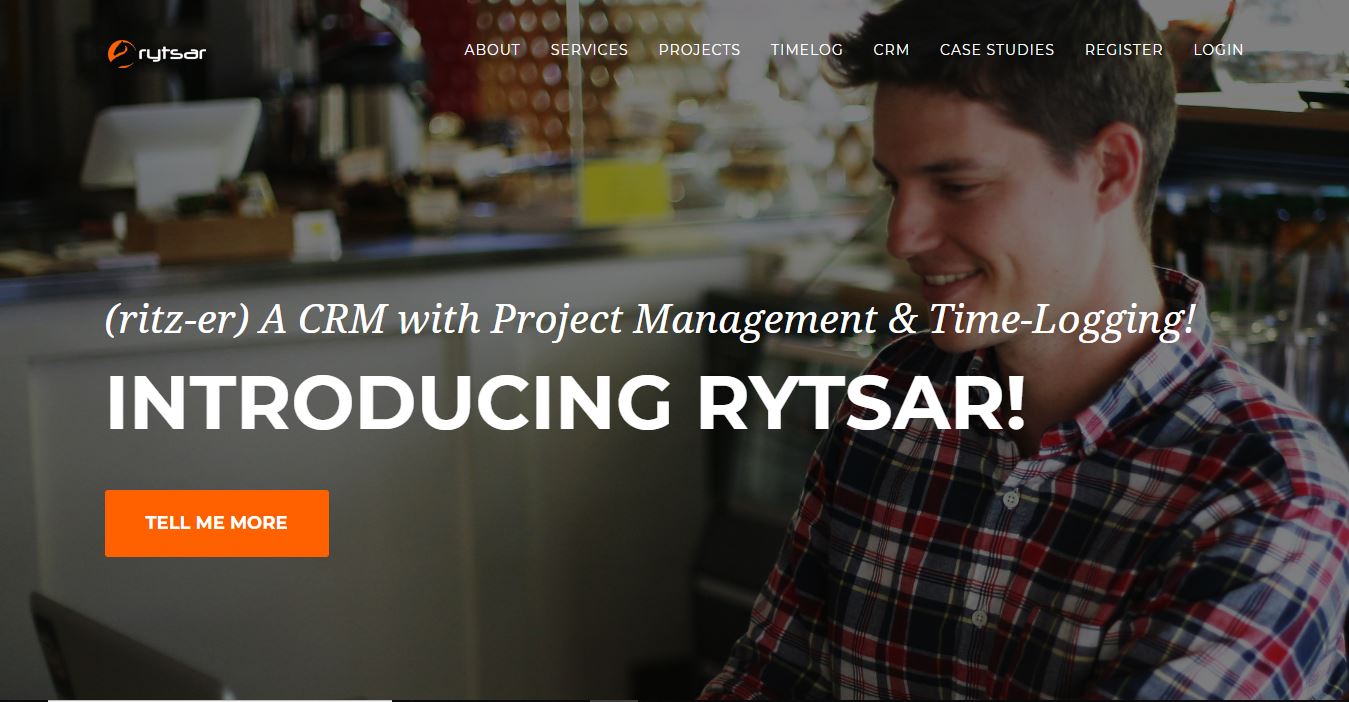 rytsar
ABOUT SERVICES PROJECTS TIMELOG CRM CASE STUDIES REGISTER LOGIN
(ritz-er) A CRM with Project Management & Time-Logging!
INTRODUCING RYTSAR!
TELL ME MORE